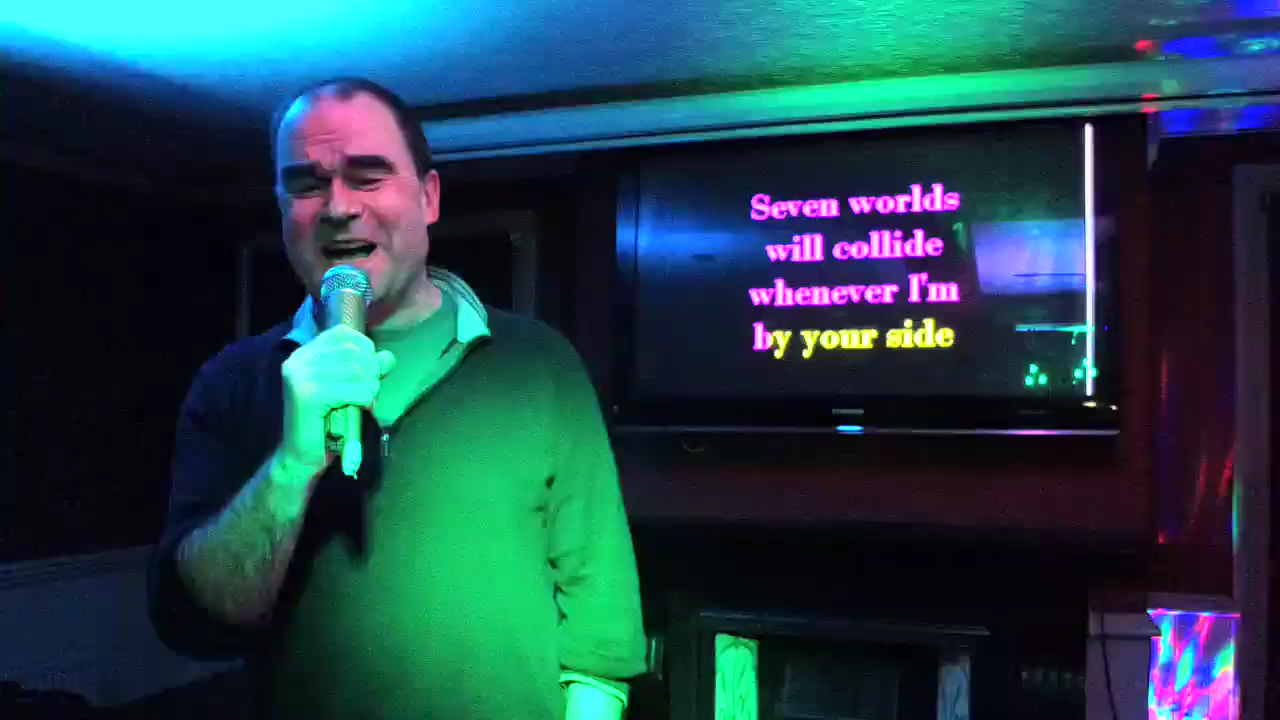 Seven worlds
will collide
whenever I'm
by your side